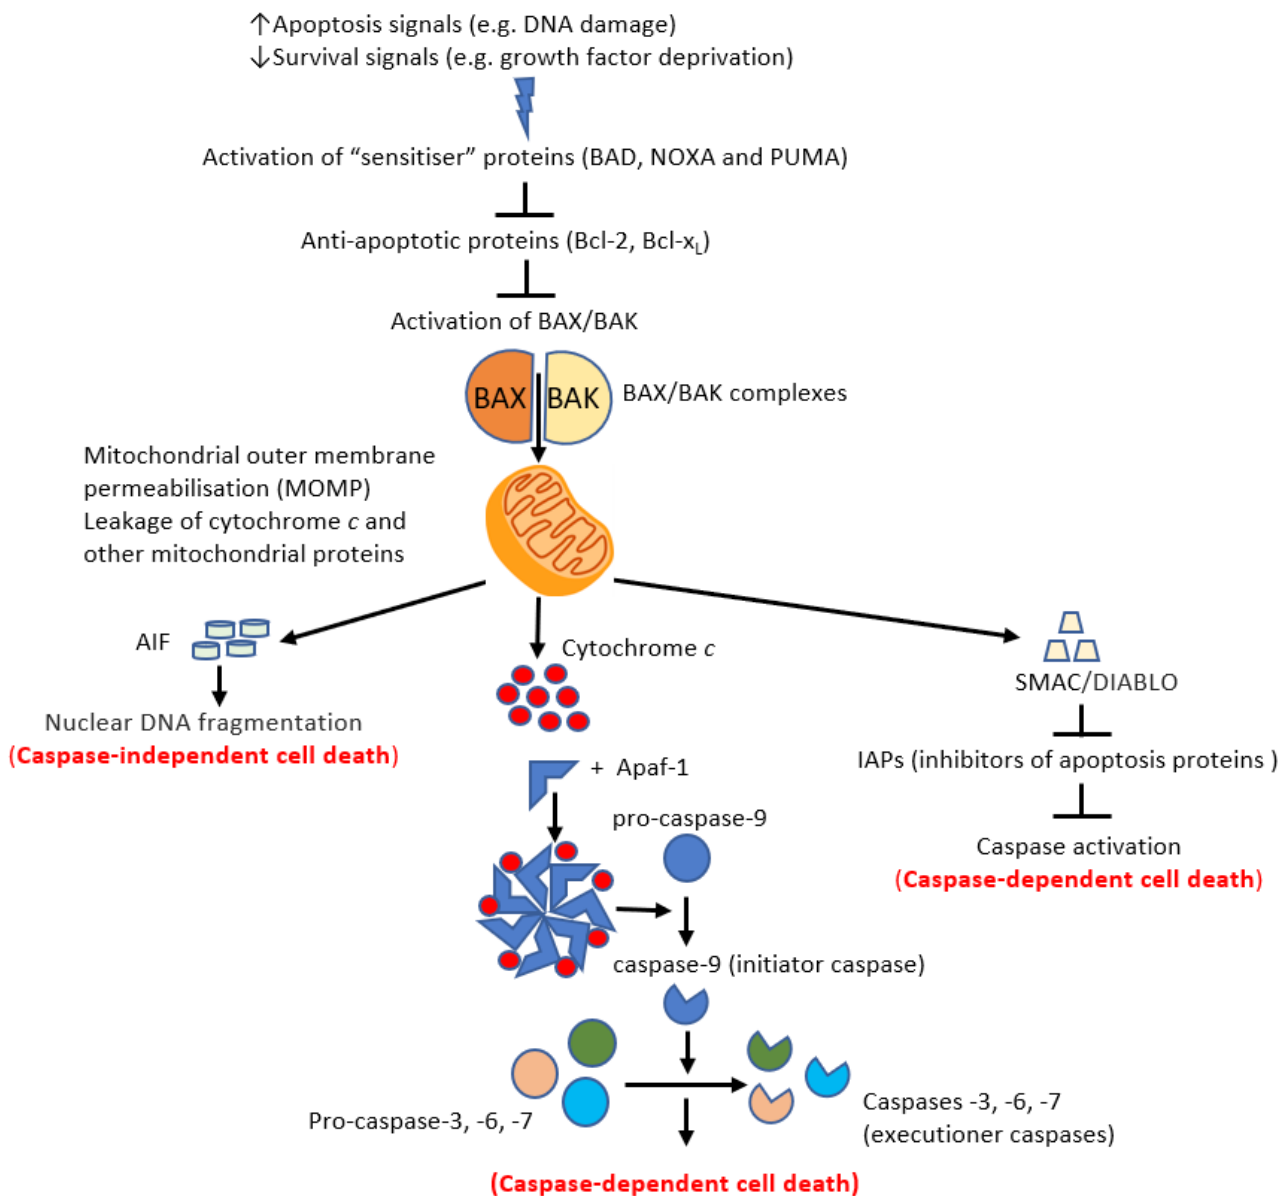 ↑Apoptosis signals (e.g. DNA damage)
↓Survival signals (e.g. growth factor deprivation)
Activation of “sensitiser” proteins (BAD, NOXA and PUMA)
Anti-apoptotic proteins (Bcl-2, Bcl-xL)
Activation of BAX/BAK
BAX
BAK
BAX/BAK complexes
Mitochondrial outer membrane
permeabilisation (MOMP)
Leakage of cytochrome c and
other mitochondrial proteins
AIF
Nuclear DNA fragmentation
(Caspase-independent cell death)
Cytochrome c
SMAC/DIABLO
IAPs (inhibitors of apoptosis proteins )
Caspase activation
(Caspase-dependent cell death)
+ Apaf-1
pro-caspase-9
caspase-9 (initiator caspase)
Pro-caspase-3, -6, -7
Caspases -3, -6, -7
(executioner caspases)
(Caspase-dependent cell death)